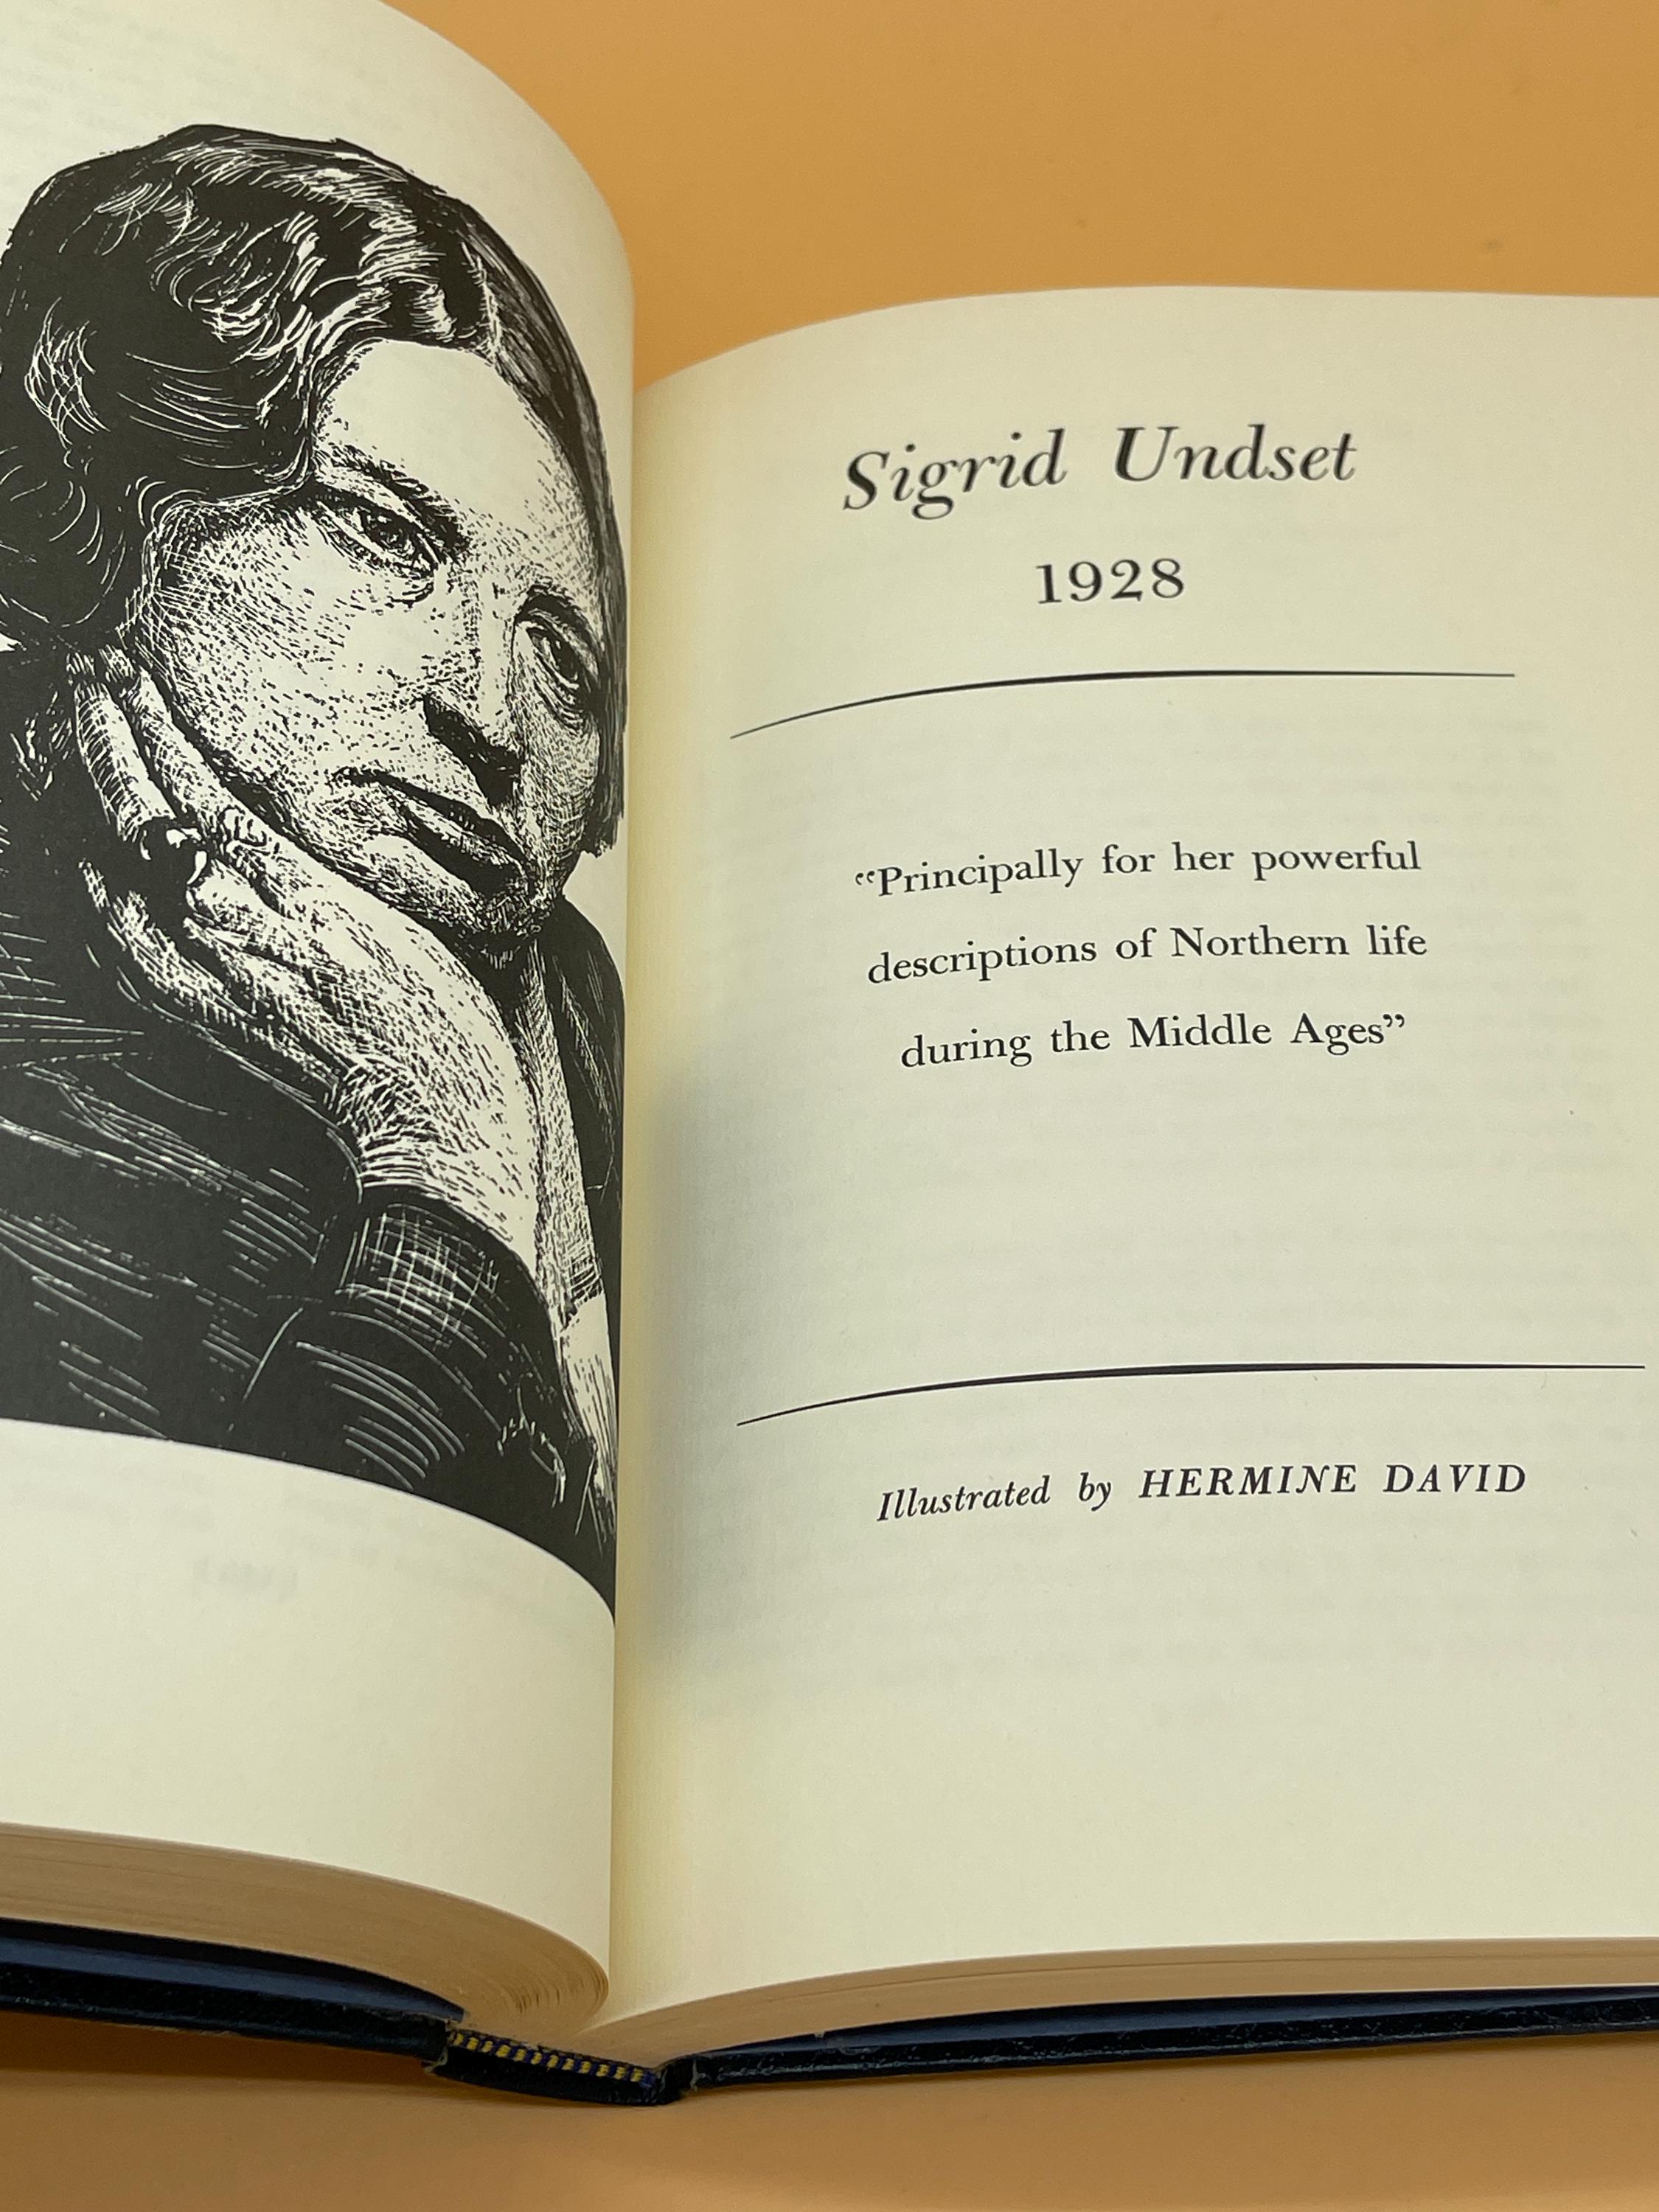 Sigrid Undset
1928
“Principally for her powerful
descriptions of Northern life
during the Middle Ages”
Illustrated by HERMINE DAVID